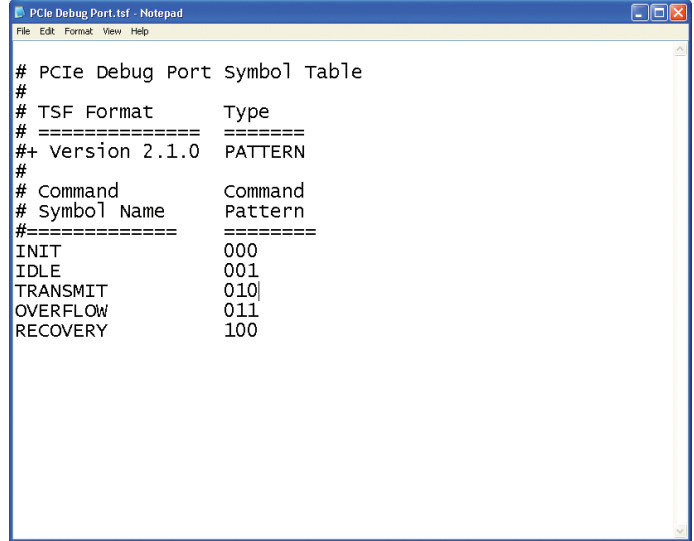 PCIe Debug Port.tsf - Notepad
File Edit Format View Help
# PCIe Debug Port Symbol Table
#
# TSF Format Type
# ============== =======
#+ Version 2.1.0 PATTERN
#
# Command Command
# Symbol Name Pattern
#============= ========
INIT 000
IDLE 001
TRANSMIT 010
OVERFLOW 011
RECOVERY 100